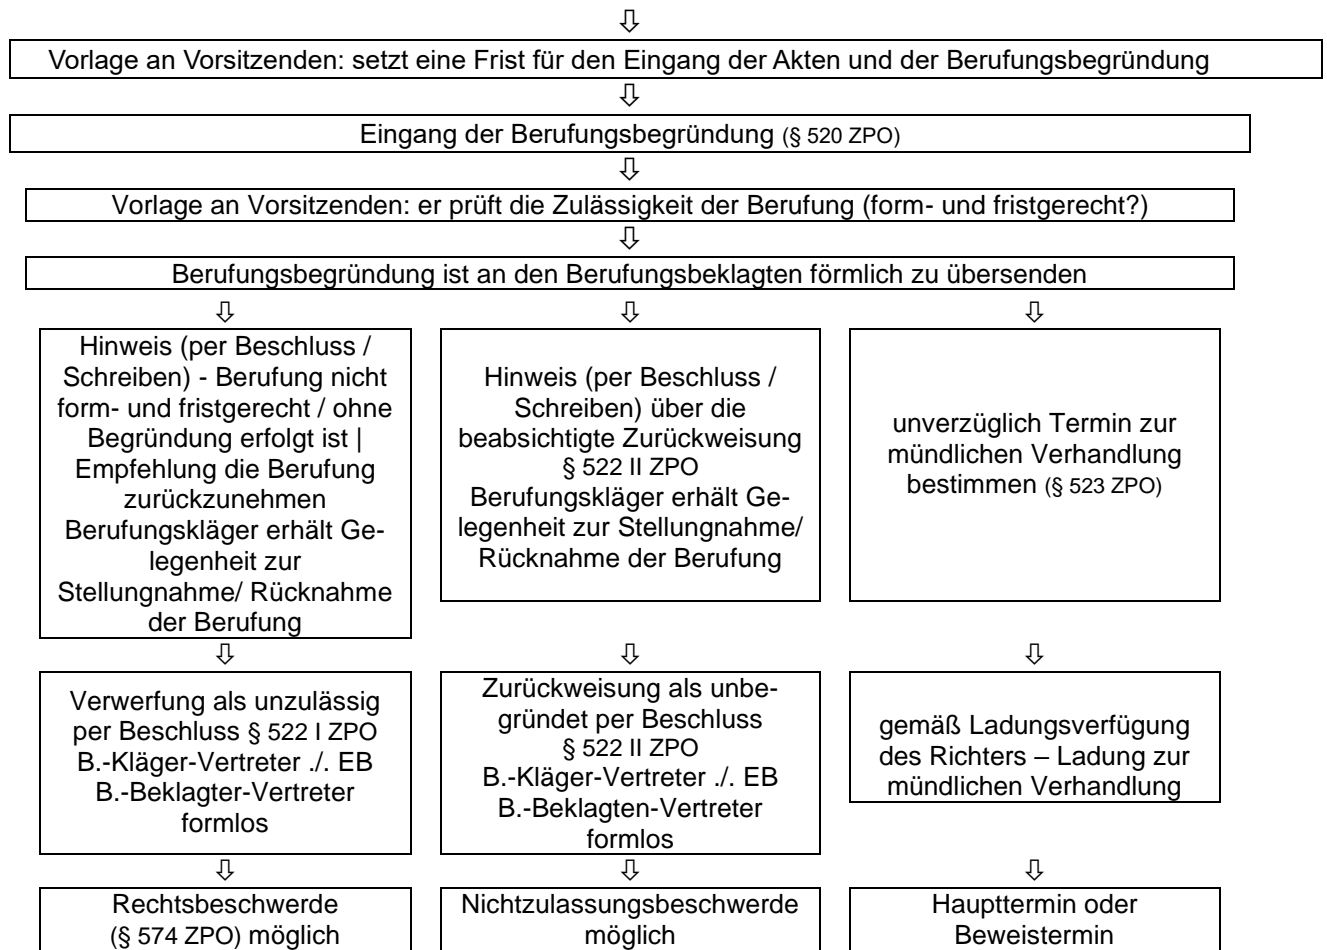 Vorlage an Vorsitzenden: setzt eine Frist für den Eingang der Akten und der Berufungsbegründung
Eingang der Berufungsbegründung (§ 520 ZPO)
Vorlage an Vorsitzenden: er prüft die Zulässigkeit der Berufung (form- und fristgerecht?)
Berufungsbegründung ist an den Berufungsbeklagten förmlich zu übersenden
Hinweis (per Beschluss /
Schreiben) - Berufung nicht
form- und fristgerecht / ohne
Begründung erfolgt ist |
Empfehlung die Berufung
zurückzunehmen
Berufungskläger erhält Ge-
legenheit zur
Stellungnahme/ Rücknahme
der Berufung
Hinweis (per Beschluss /
Schreiben) über die
beabsichtigte Zurückweisung
§ 522 II ZPO
Berufungskläger erhält Ge-
legenheit zur Stellungnahme/
Rücknahme der Berufung
unverzüglich Termin zur
mündlichen Verhandlung
bestimmen (§ 523 ZPO)
Verwerfung als unzulässig
per Beschluss § 522 I ZPO
B.-Kläger-Vertreter ./. EB
B.-Beklagter-Vertreter
formlos
Zurückweisung als unbe-
gründet per Beschluss
§ 522 II ZPO
B.-Kläger-Vertreter ./. EB
B.-Beklagten-Vertreter
formlos
gemäß Ladungsverfügung
des Richters – Ladung zur
mündlichen Verhandlung
Rechtsbeschwerde
(§ 574 ZPO) möglich
Nichtzulassungsbeschwerde
möglich
Haupttermin oder
Beweistermin